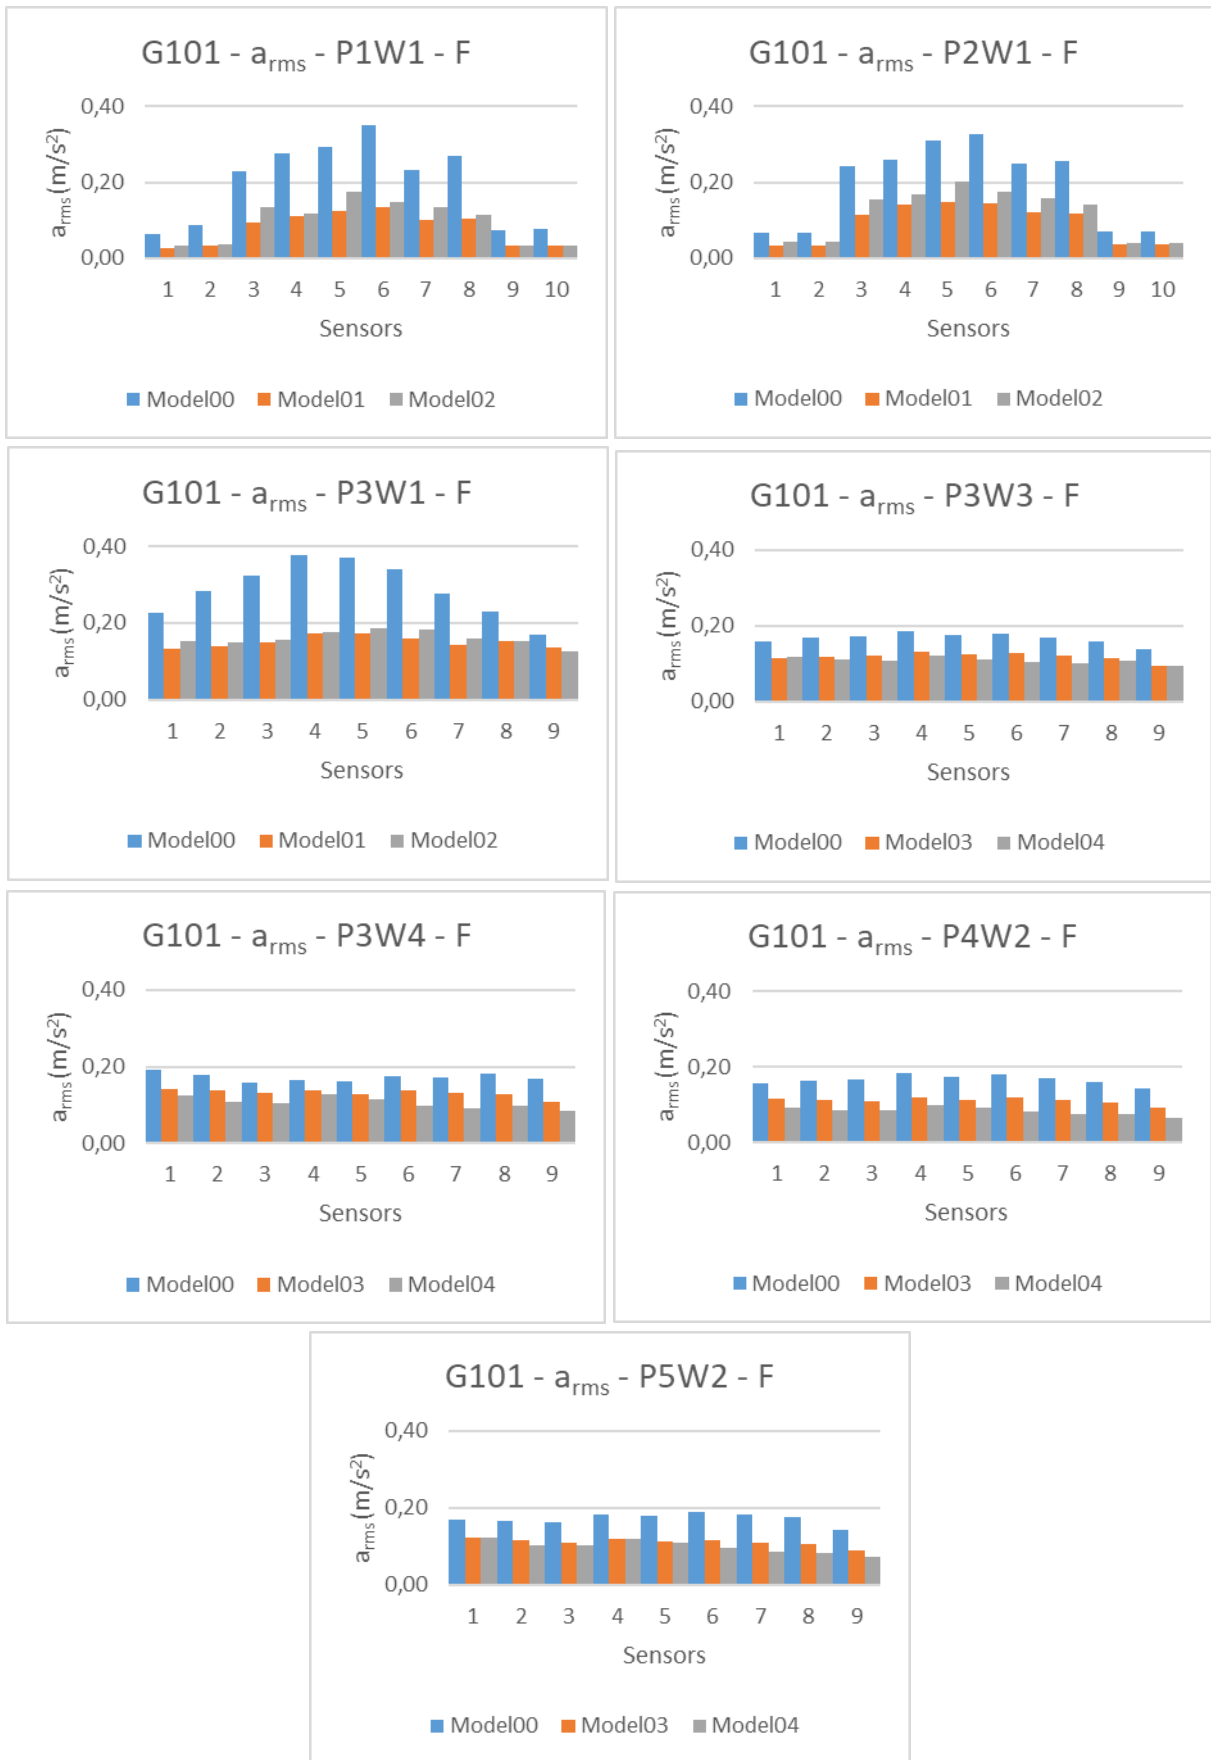 G101 - arms - P1W1 - F
0,40
0,20
0,00
arms (m/s²)
1 2 3 4 5 6 7 8 9 10
Sensors
Model00 Model01 Model02
G101 - arms - P2W1 - F
0,40
0,20
0,00
arms (m/s²)
1 2 3 4 5 6 7 8 9 10
Sensors
Model00 Model01 Model02
G101 - arms - P3W1 - F
0,40
0,20
0,00
arms (m/s²)
1 2 3 4 5 6 7 8 9
Sensors
Model00 Model01 Model02
G101 - arms - P3W3 - F
0,40
0,20
0,00
arms (m/s²)
1 2 3 4 5 6 7 8 9
Sensors
Model00 Model03 Model04
G101 - arms - P3W4 - F
0,40
0,20
0,00
arms (m/s²)
1 2 3 4 5 6 7 8 9
Sensors
Model00 Model03 Model04
G101 - arms - P4W2 - F
0,40
0,20
0,00
arms (m/s²)
1 2 3 4 5 6 7 8 9
Sensors
Model00 Model03 Model04
G101 - arms - P5W2 - F
0,40
0,20
0,00
arms (m/s²)
1 2 3 4 5 6 7 8 9
Sensors
Model00 Model03 Model04